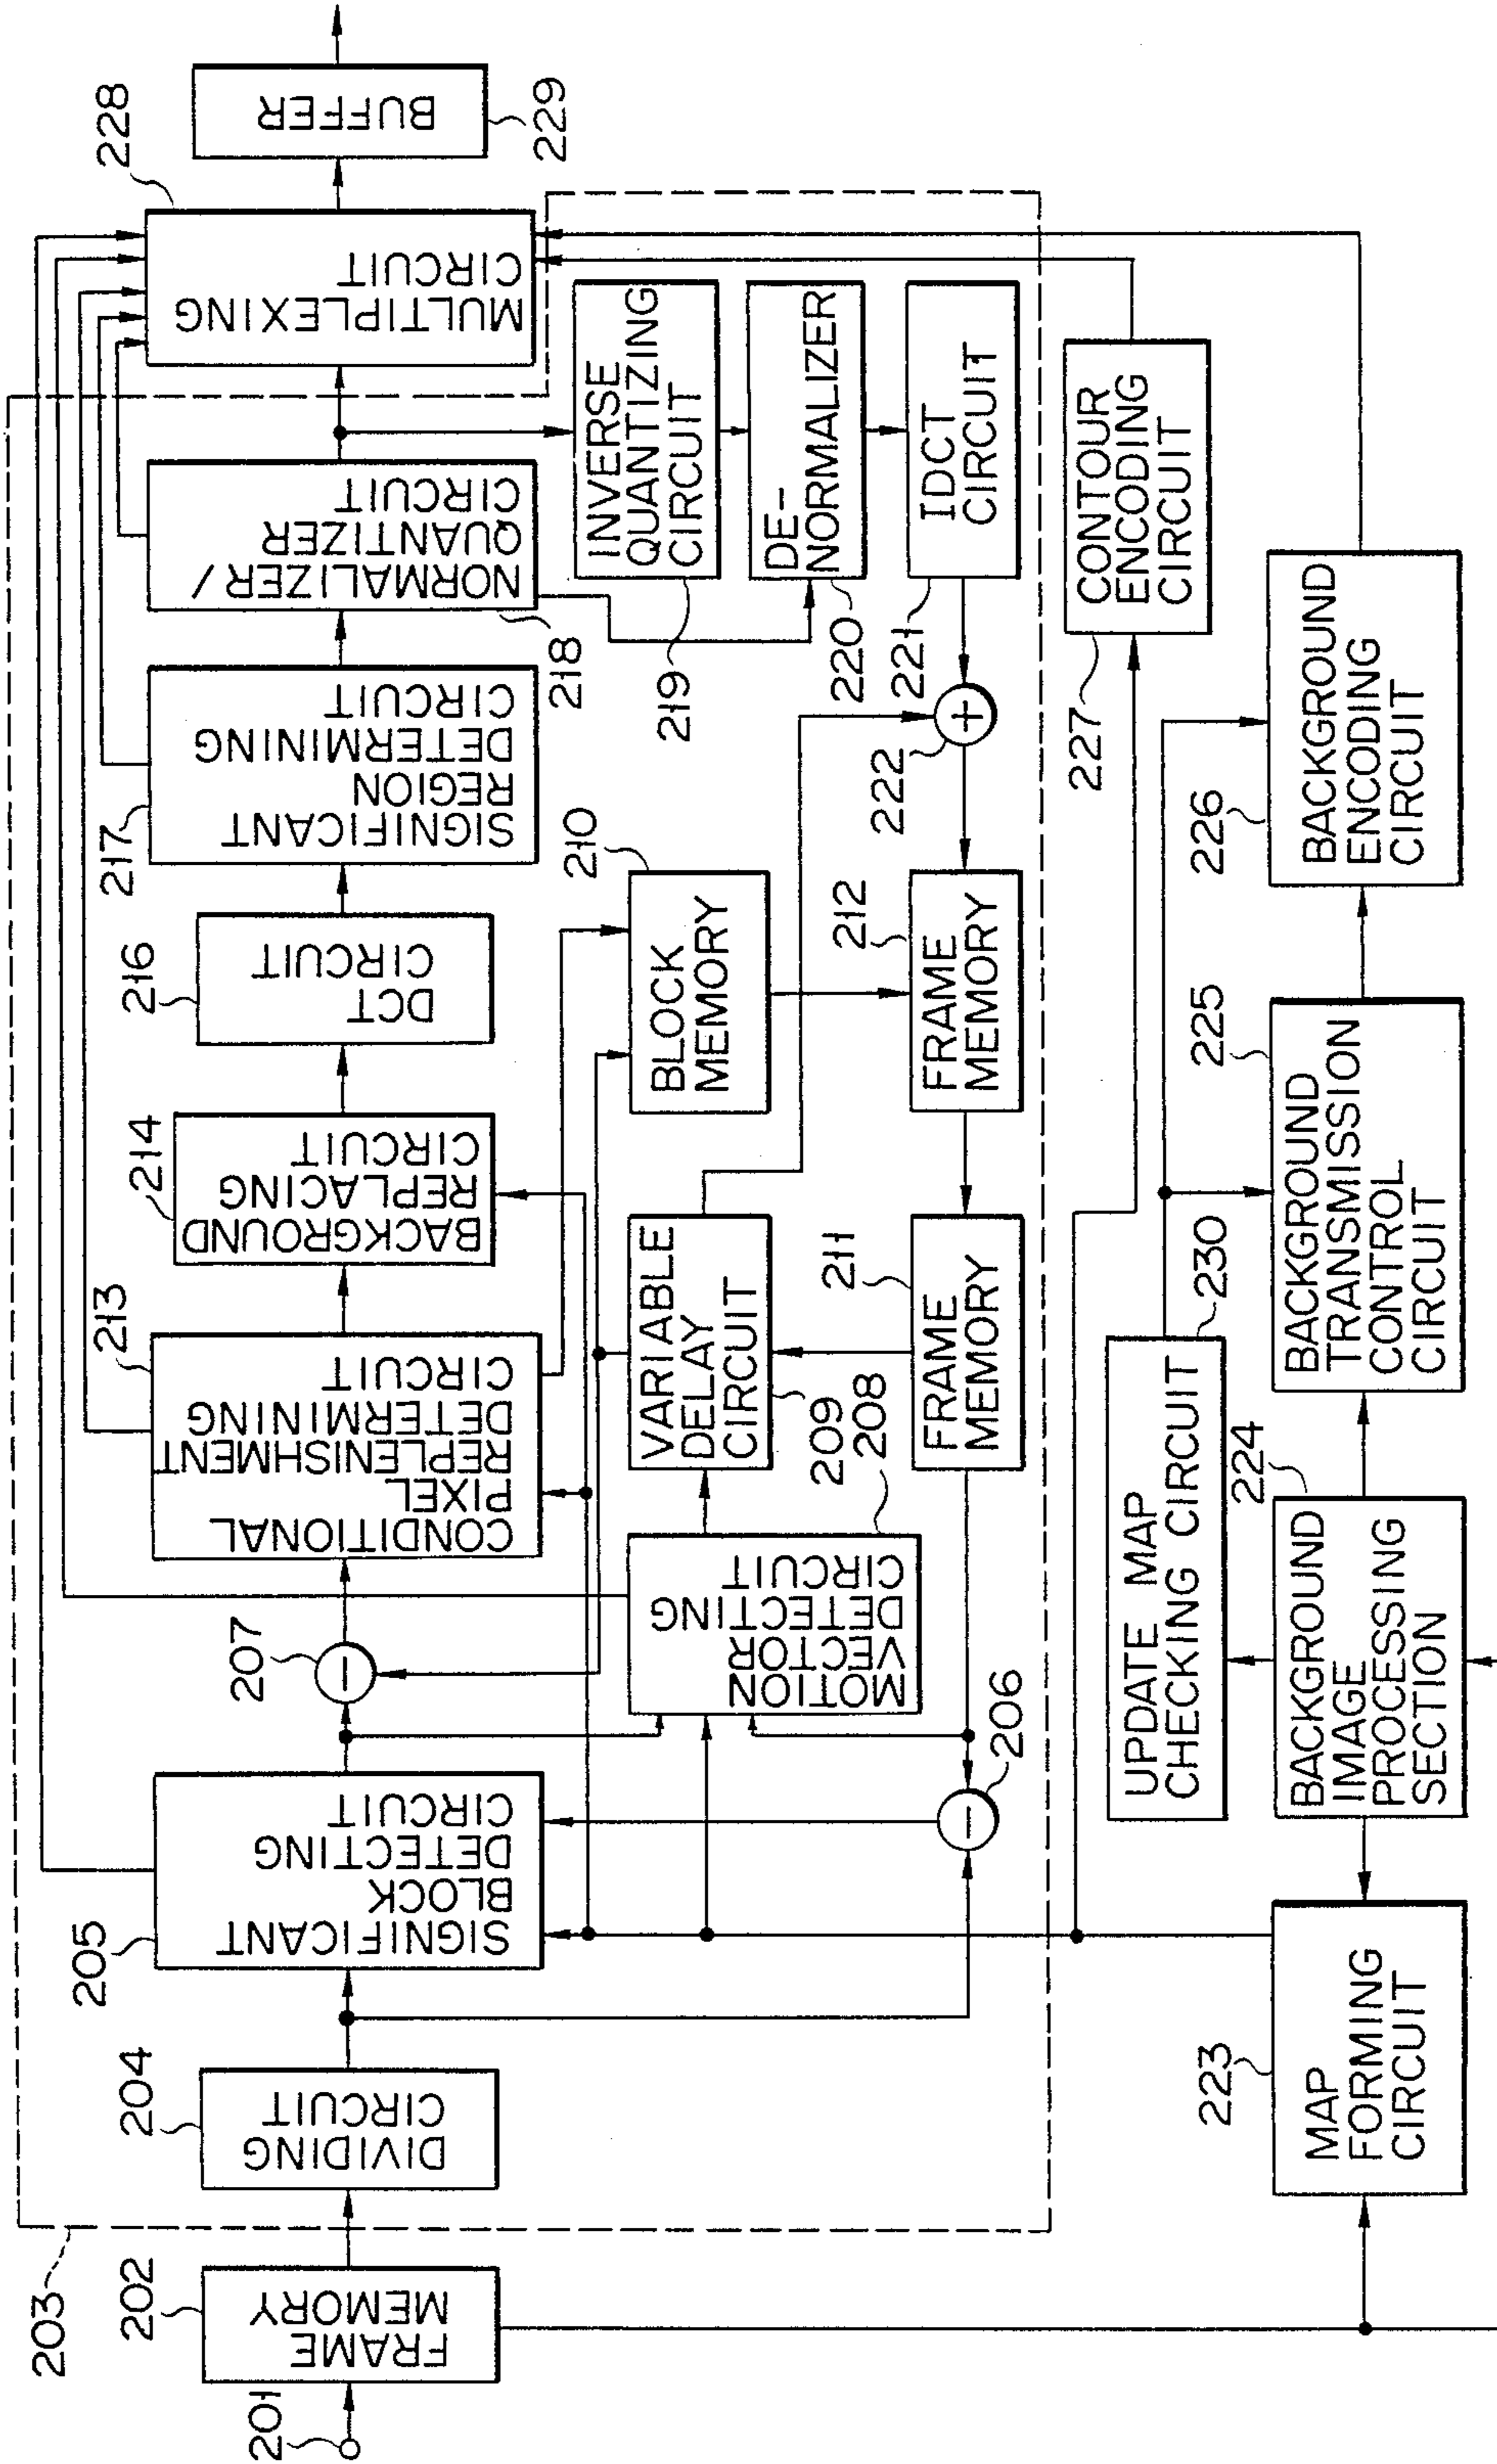 201
202
FRAME
MEMORY
203
204
DIVIDING
CIRCUIT
205
SIGNIFICANT
BLOCK
DETECTING
CIRCUIT
206
−
207
−
213
CONDITIONAL
PIXEL
REPLENISHMENT
DETERMINING
CIRCUIT
214
BACKGROUND
REPLACING
CIRCUIT
216
DCT
CIRCUIT
217
SIGNIFICANT
REGION
DETERMINING
CIRCUIT
218
NORMALIZER/
QUANTIZER
CIRCUIT
228
MULTIPLEXING
CIRCUIT
229
BUFFER
MOTION
VECTOR
DETECTING
CIRCUIT
208
VARIABLE
DELAY
CIRCUIT
209
210
BLOCK
MEMORY
INVERSE
QUANTIZING
CIRCUIT
219
DE-
NORMALIZER
220
IDCT
CIRCUIT
221
+
222
212
FRAME
MEMORY
211
FRAME
MEMORY
CONTOUR
ENCODING
CIRCUIT
227
UPDATE MAP
CHECKING CIRCUIT
230
223
MAP
FORMING
CIRCUIT
224
BACKGROUND
IMAGE
PROCESSING
SECTION
225
BACKGROUND
TRANSMISSION
CONTROL
CIRCUIT
226
BACKGROUND
ENCODING
CIRCUIT